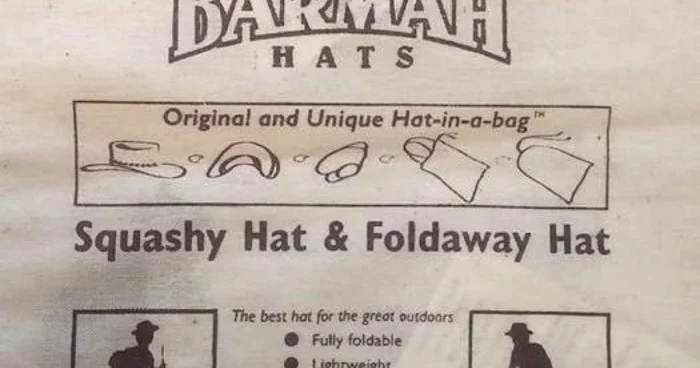 BARMAH
HATS
Original and Unique Hat-in-a-bag™
Squashy Hat & Foldaway Hat
The best hat for the great outdoors
● Fully foldable
● Lightweight